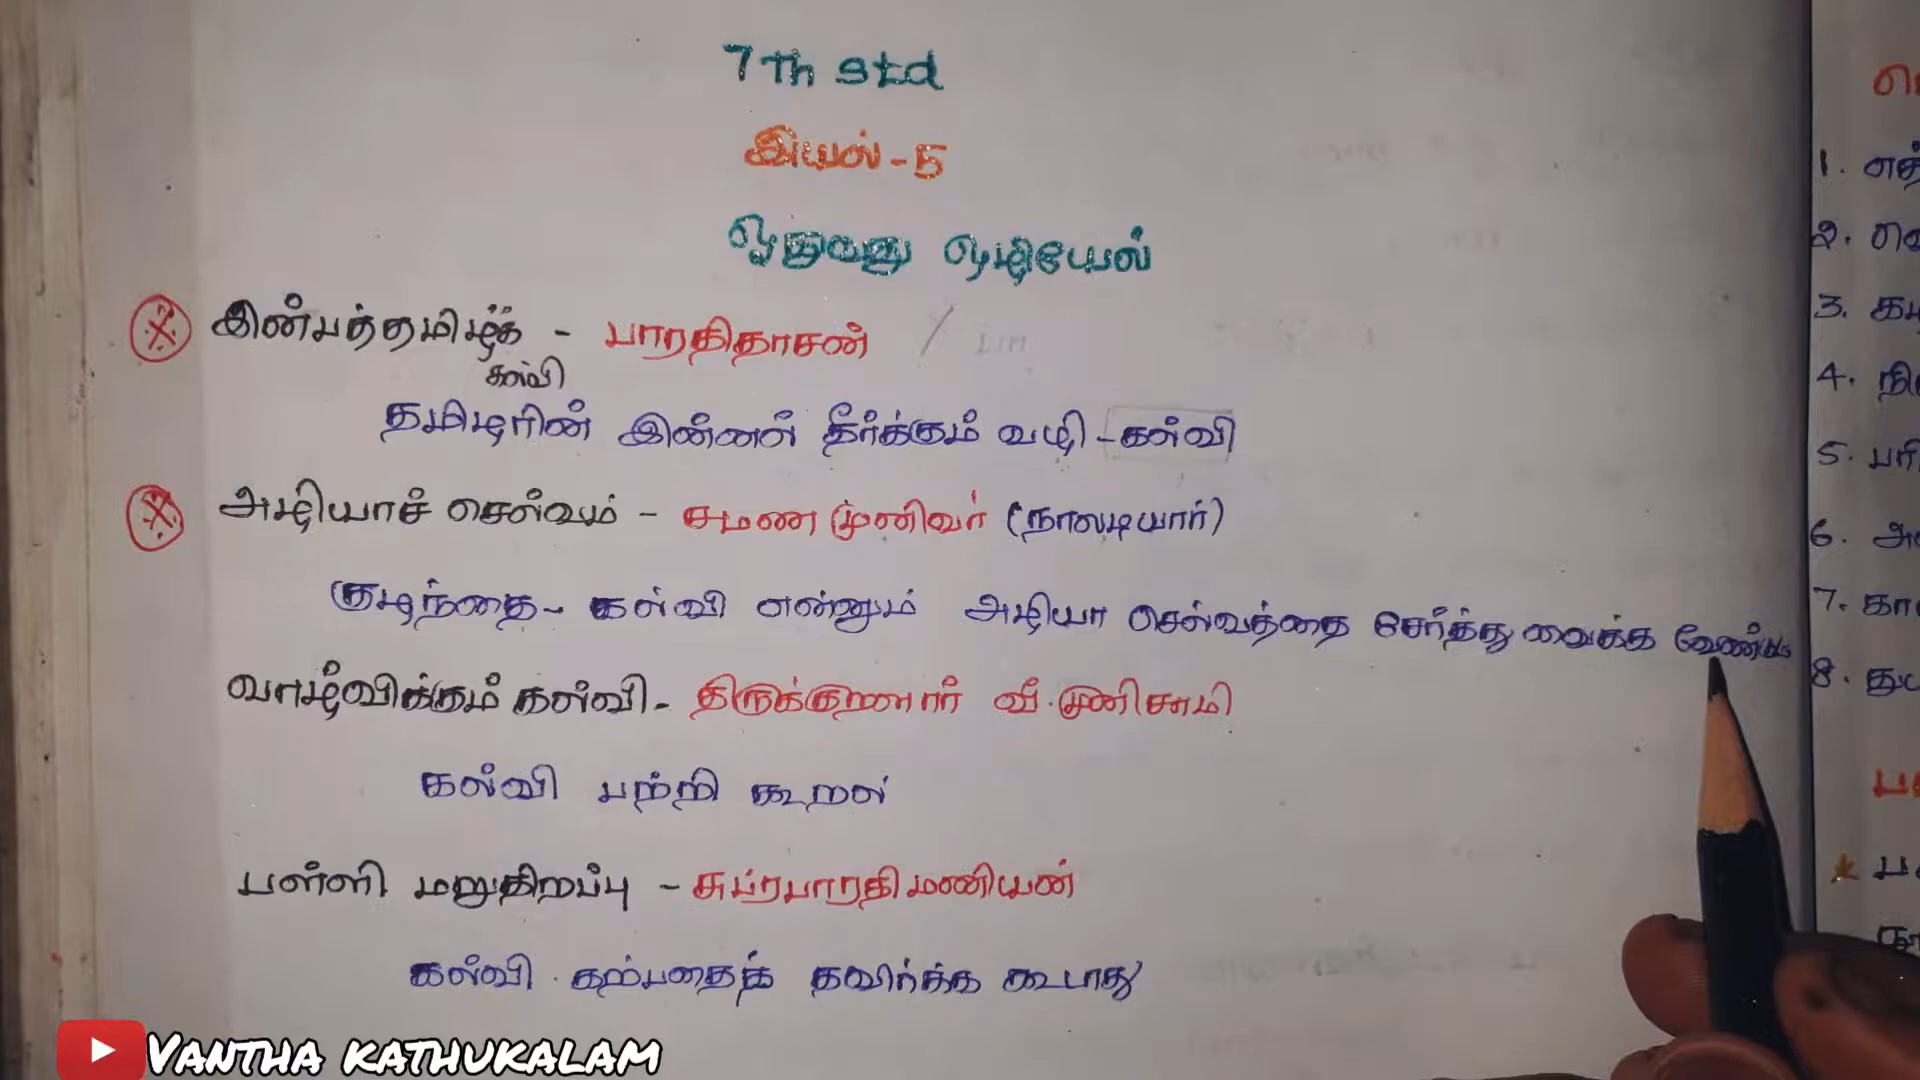 7Th std
இயல் - 5
ஓதுவது ஒழியேல்
இன்பத்தமிழ்க் - பாரதிதாசன்
கல்வி
தமிழரின் இன்னல் தீர்க்கும் வழி - கல்வி
அழியாச் செல்வம் - சமண முனிவர் (நாலடியார்)
குழந்தை - கல்வி என்னும் அழியா செல்வத்தை சேர்த்து வைக்க
வாழ்விக்கும் கல்வி - திருக்குறளார் வீ. முனிசாமி
கல்வி பற்றி கூறல்
பள்ளி மறுதிறப்பு - சுப்ரபாரதிமணியன்
கல்வி கற்பதைத் தவிர்க்க கூடாது
1.
2.
3.
4.
5.
6.
7.
8.
VANTHA KATHUKALAM